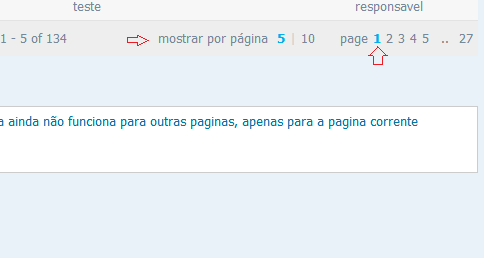 teste responsavel
1 - 5 of 134 mostrar por página 5 | 10 page 1 2 3 4 5 .. 27
a ainda não funciona para outras paginas, apenas para a pagina corrente